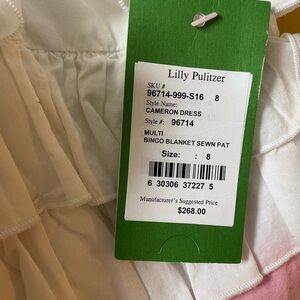 Lilly Pulitzer
SKU #
96714-999-S16 8
Style Name:
CAMERON DRESS
Style #: 96714
MULTI
BINGO BLANKET SEWN PAT
Size: : 8
6 30306 37227 5
Manufacturer's Suggested Price
$268.00